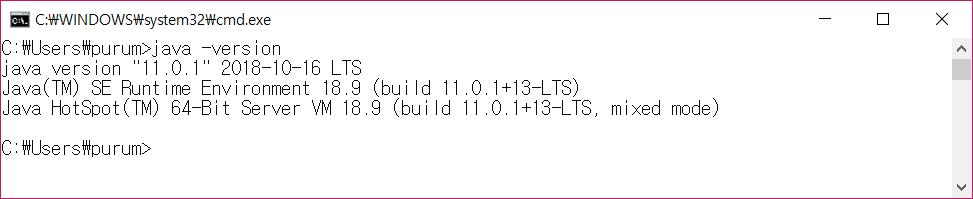 C:₩WINDOWS₩system32₩cmd.exe
C:₩Users₩purum>java -version
java version "11.0.1" 2018-10-16 LTS
Java(TM) SE Runtime Environment 18.9 (build 11.0.1+13-LTS)
Java HotSpot(TM) 64-Bit Server VM 18.9 (build 11.0.1+13-LTS, mixed mode)
C:₩Users₩purum>